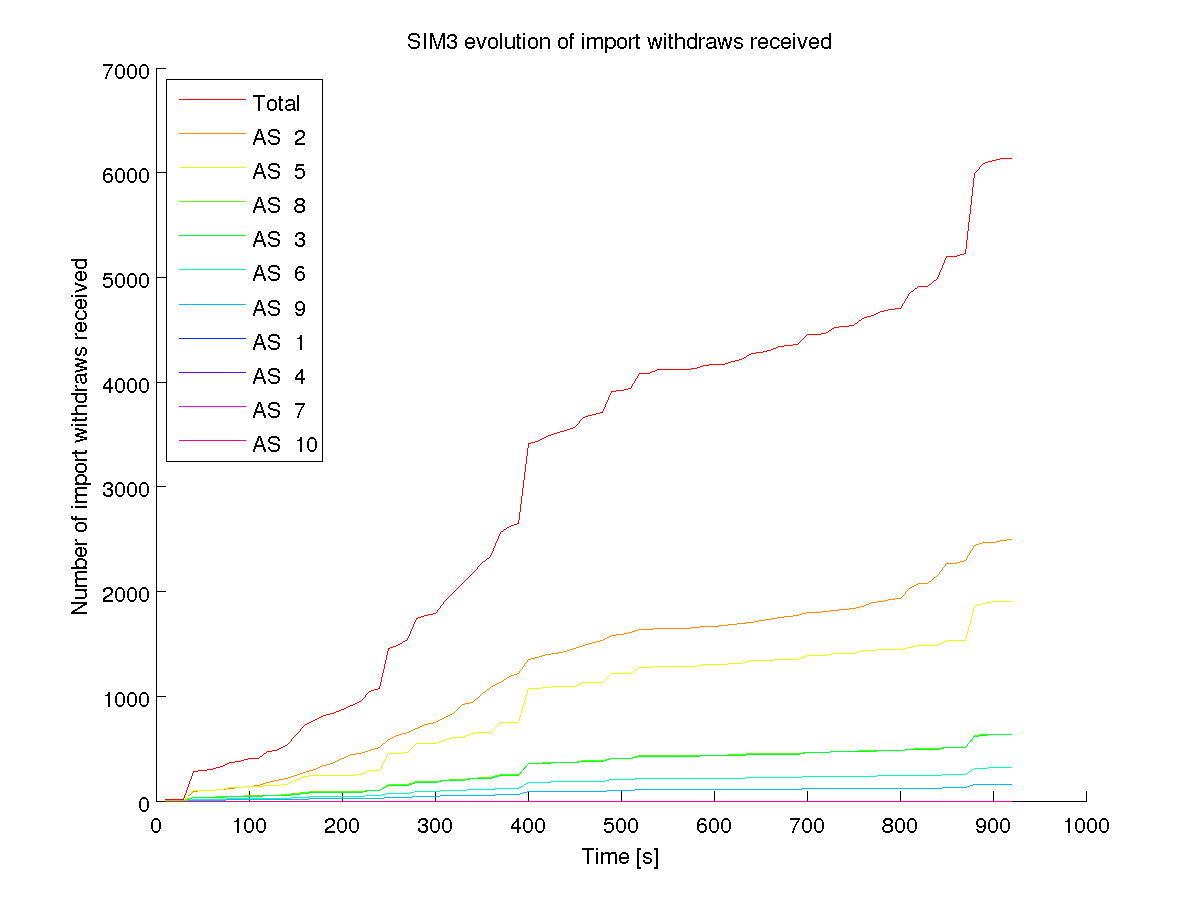 SIM3 evolution of import withdraws received
7000
6000
5000
4000
3000
2000
1000
0
Number of import withdraws received
Total
AS 2
AS 5
AS 8
AS 3
AS 6
AS 9
AS 1
AS 4
AS 7
AS 10
0 100 200 300 400 500 600 700 800 900 1000
Time [s]